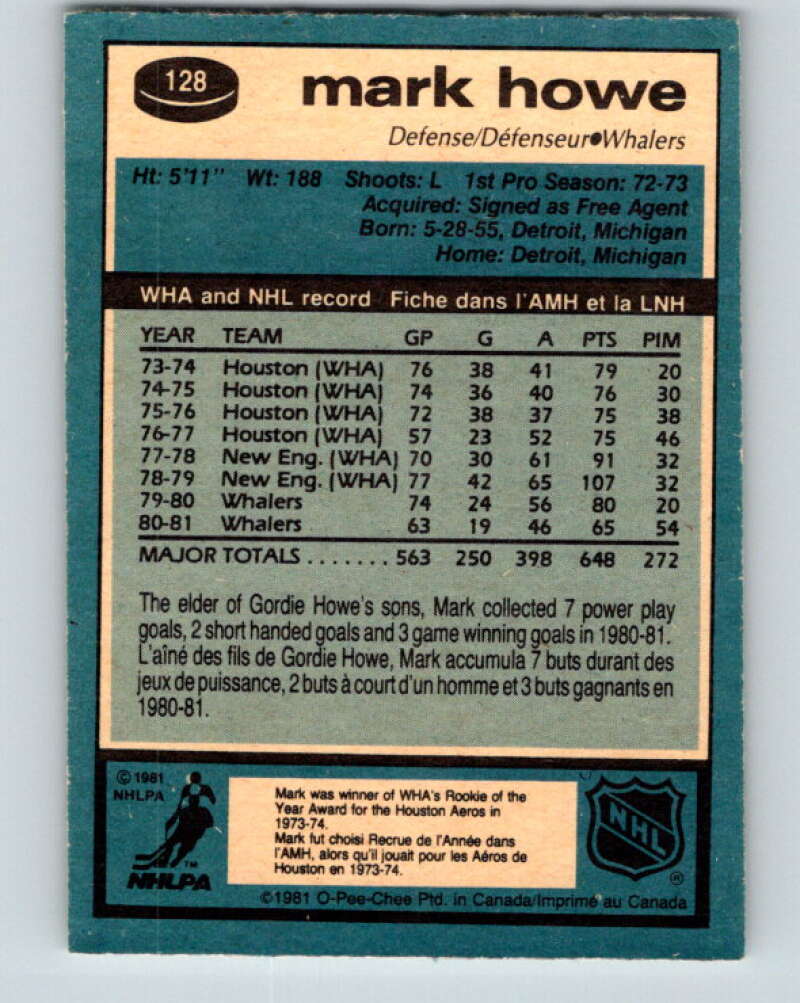 128
mark howe
Defense/Défenseur•Whalers
Ht: 5'11" Wt: 188 Shoots: L 1st Pro Season: 72-73
Acquired: Signed as Free Agent
Born: 5-28-55, Detroit, Michigan
Home: Detroit, Michigan
WHA and NHL record Fiche dans l'AMH et la LNH
YEAR TEAM GP G A PTS PIM
73-74 Houston (WHA) 76 38 41 79 20
74-75 Houston (WHA) 74 36 40 76 30
75-76 Houston (WHA) 72 38 37 75 38
76-77 Houston (WHA) 57 23 52 75 46
77-78 New Eng. (WHA) 70 30 61 91 32
78-79 New Eng. (WHA) 77 42 65 107 32
79-80 Whalers 74 24 56 80 20
80-81 Whalers 63 19 46 65 54
MAJOR TOTALS ....... 563 250 398 648 272
The elder of Gordie Howe's sons, Mark collected 7 power play
goals, 2 short handed goals and 3 game winning goals in 1980-81.
L'aîné des fils de Gordie Howe, Mark accumula 7 buts durant des
jeux de puissance, 2 buts à court d'un homme et 3 buts gagnants en
1980-81.
©1981
NHLPA
TM
NHLPA
Mark was winner of WHA's Rookie of the
Year Award for the Houston Aeros in
1973-74.
Mark fut choisi Recrue de l'Année dans
l'AMH, alors qu'il jouait pour les Aéros de
Houston en 1973-74.
NHL
®
©1981 O-Pee-Chee Ptd. in Canada/Imprimé au Canada